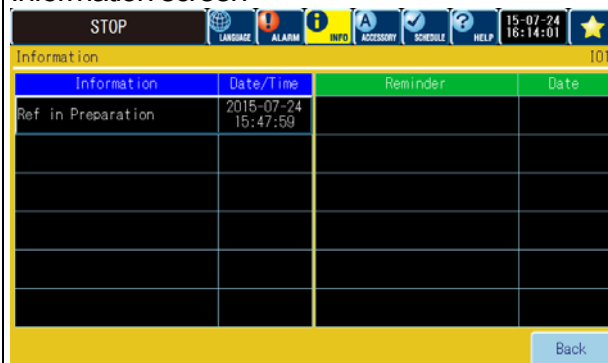 Information screen
STOP
LANGUAGE
ALARM
INFO
ACCESSORY
SCHEDULE
HELP
15-07-24
16:14:01
Information I01
Information Date/Time Reminder Date
Ref in Preparation 2015-07-24
15:47:59
Back